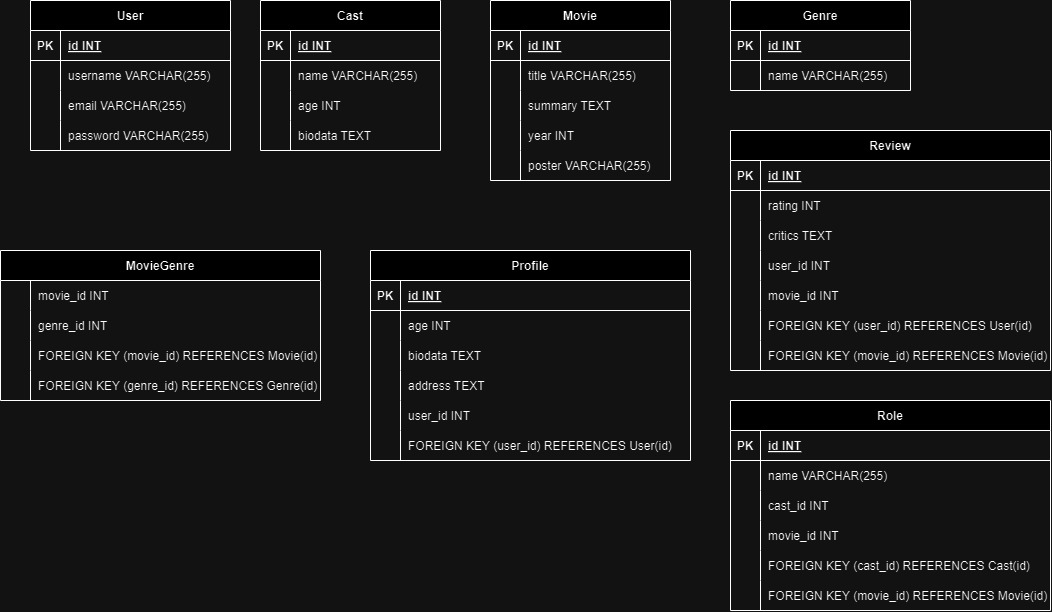 User
PK id INT
username VARCHAR(255)
email VARCHAR(255)
password VARCHAR(255)
Cast
PK id INT
name VARCHAR(255)
age INT
biodata TEXT
Movie
PK id INT
title VARCHAR(255)
summary TEXT
year INT
poster VARCHAR(255)
Genre
PK id INT
name VARCHAR(255)
Review
PK id INT
rating INT
critics TEXT
user_id INT
movie_id INT
FOREIGN KEY (user_id) REFERENCES User(id)
FOREIGN KEY (movie_id) REFERENCES Movie(id)
MovieGenre
movie_id INT
genre_id INT
FOREIGN KEY (movie_id) REFERENCES Movie(id)
FOREIGN KEY (genre_id) REFERENCES Genre(id)
Profile
PK id INT
age INT
biodata TEXT
address TEXT
user_id INT
FOREIGN KEY (user_id) REFERENCES User(id)
Role
PK id INT
name VARCHAR(255)
cast_id INT
movie_id INT
FOREIGN KEY (cast_id) REFERENCES Cast(id)
FOREIGN KEY (movie_id) REFERENCES Movie(id)